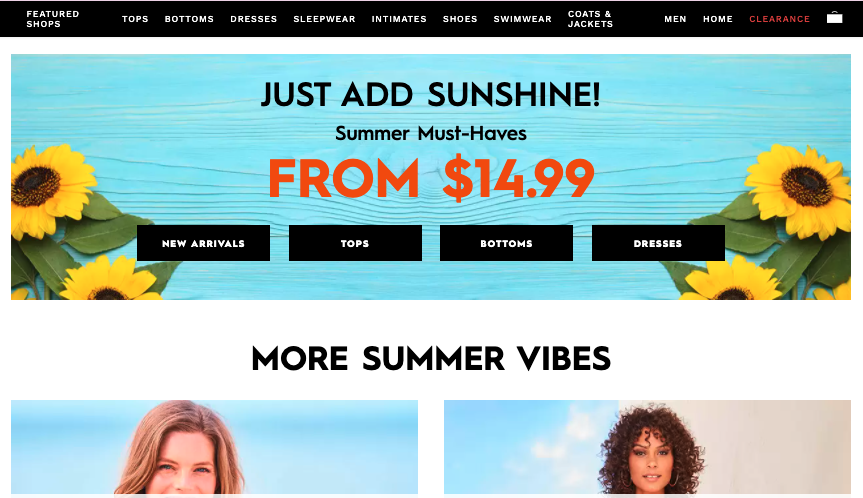 FEATURED
SHOPS
TOPS BOTTOMS DRESSES SLEEPWEAR INTIMATES SHOES SWIMWEAR
COATS &
JACKETS
MEN HOME CLEARANCE
JUST ADD SUNSHINE!
Summer Must-Haves
FROM $14.99
NEW ARRIVALS TOPS BOTTOMS DRESSES
MORE SUMMER VIBES